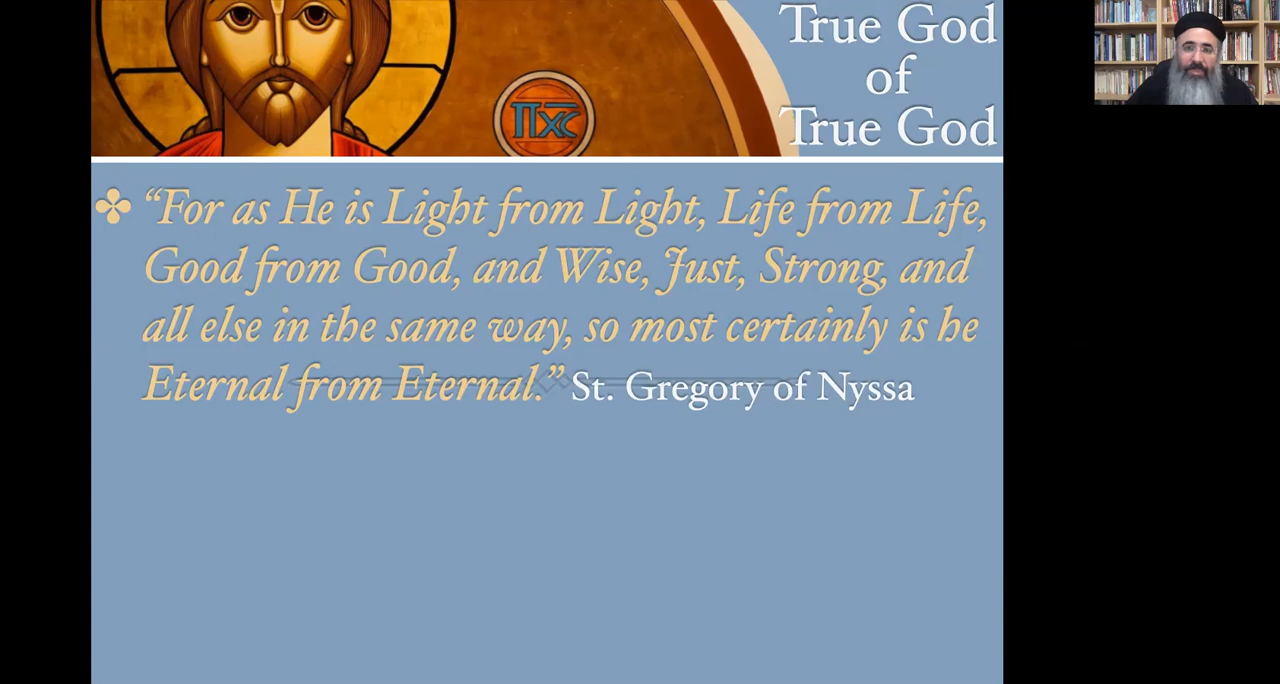 True God
of
True God
Ⲡⲭ̅ⲥ̅
“For as He is Light from Light, Life from Life,
Good from Good, and Wise, Just, Strong, and
all else in the same way, so most certainly is he
Eternal from Eternal.” St. Gregory of Nyssa